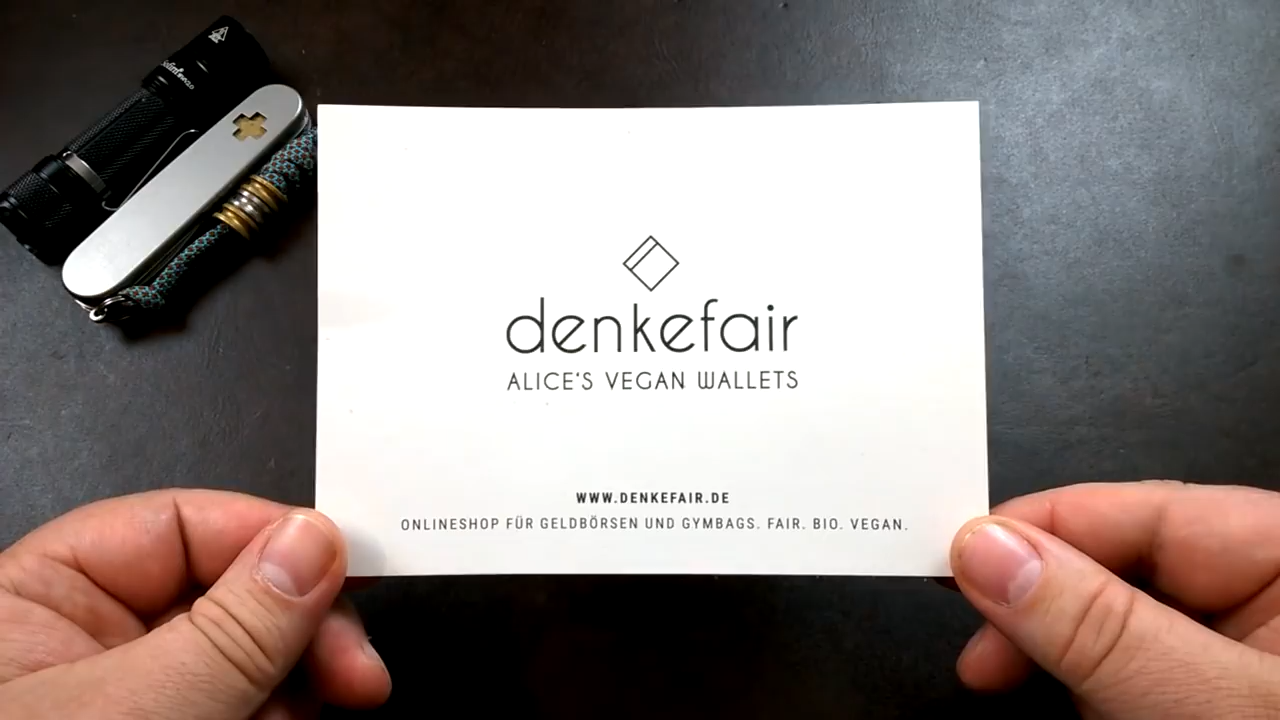 denkefair
ALICE'S VEGAN WALLETS
WWW.DENKEFAIR.DE
ONLINESHOP FÜR GELDBÖRSEN UND GYMBAGS. FAIR. BIO. VEGAN.